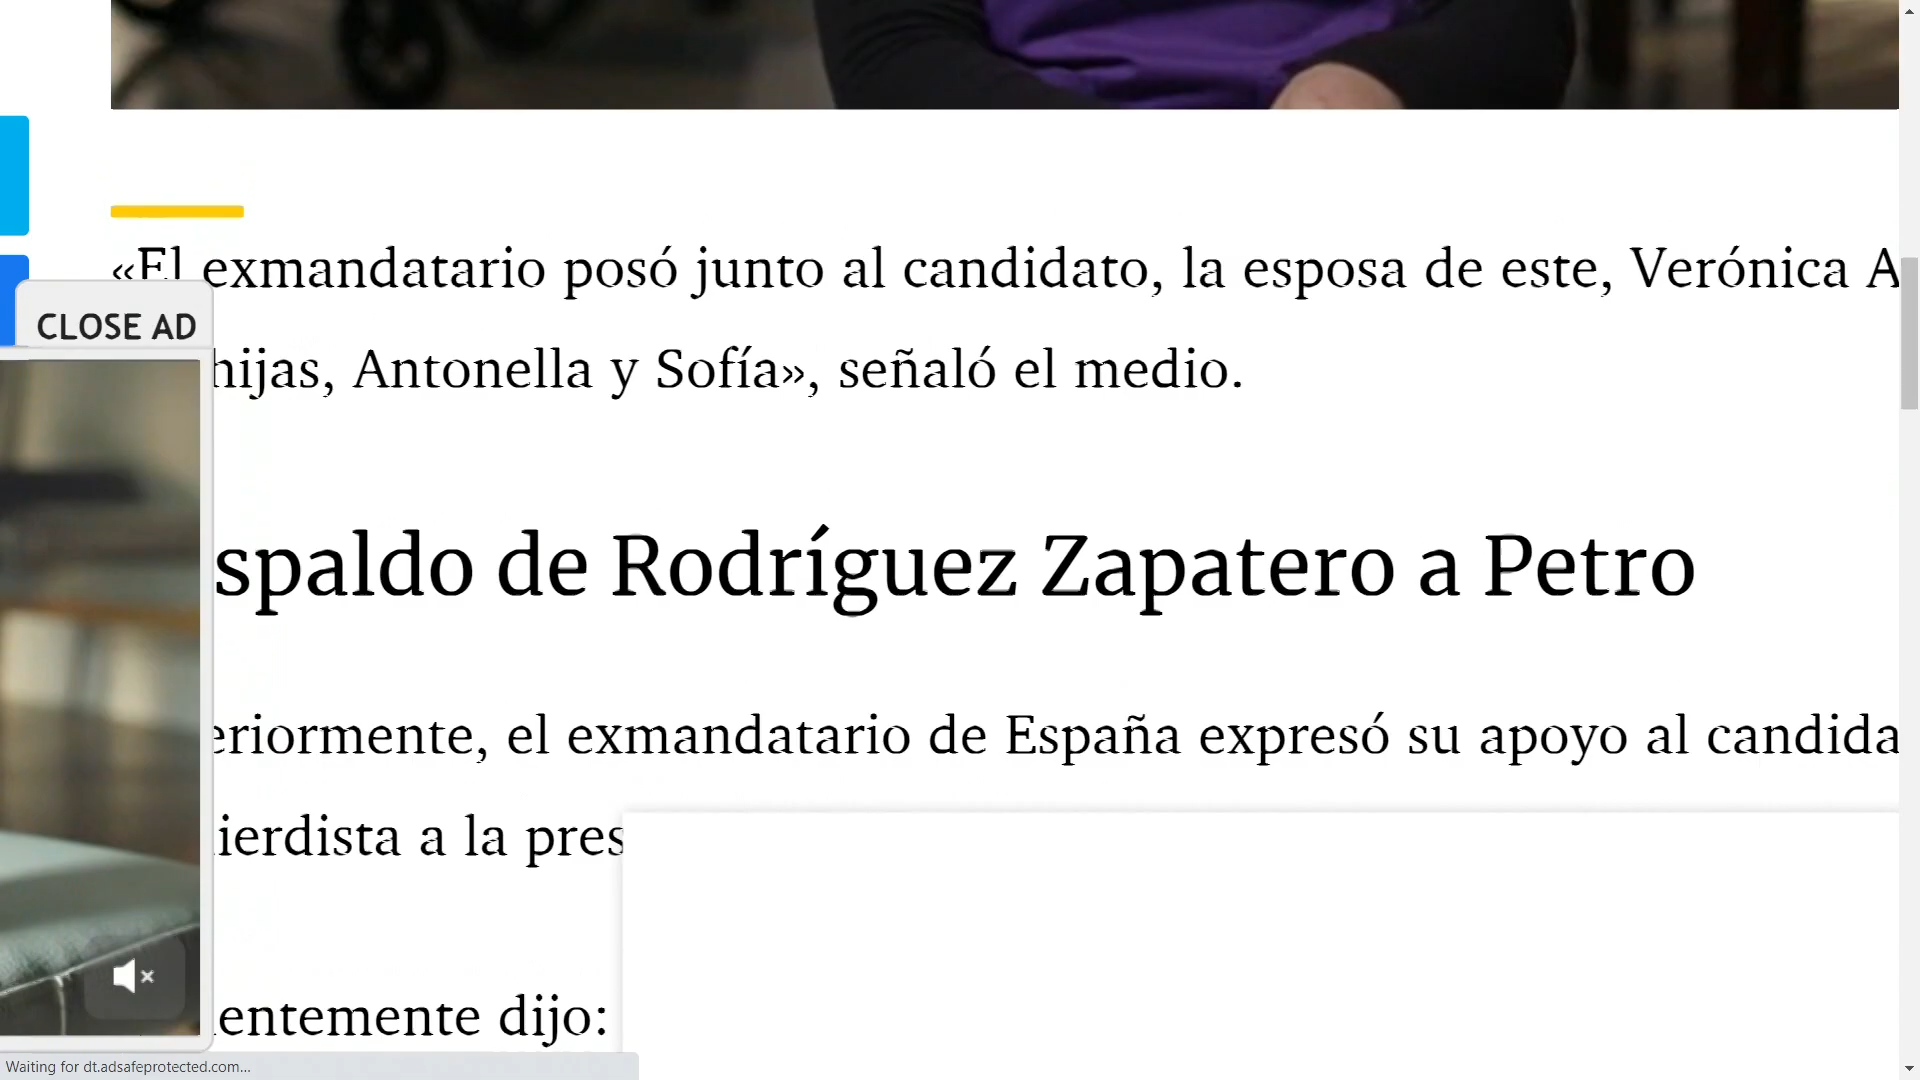 «El exmandatario posó junto al candidato, la esposa de este, Verónica
CLOSE AD
hijas, Antonella y Sofía», señaló el medio.
spaldo de Rodríguez Zapatero a Petro
eriormente, el exmandatario de España expresó su apoyo al candida
ierdista a la pres
entemente dijo:
Waiting for dt.adsafeprotected.com...